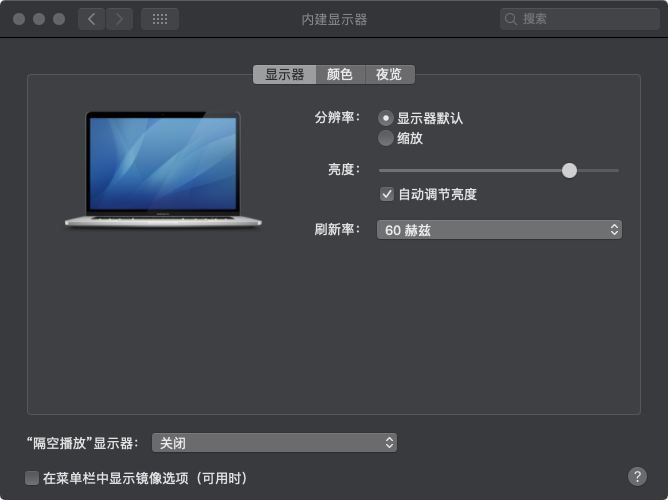 内建显示器
搜索
显示器 颜色 夜览
分辨率： 显示器默认
缩放
亮度：
自动调节亮度
刷新率： 60 赫兹
“隔空播放”显示器： 关闭
在菜单栏中显示镜像选项（可用时）
?